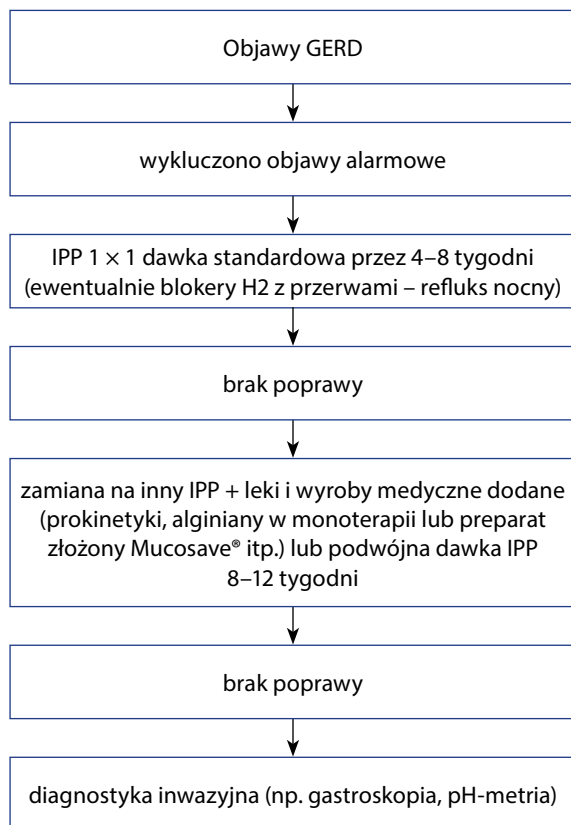 Objawy GERD
wykluczono objawy alarmowe
IPP 1 × 1 dawka standardowa przez 4–8 tygodni
(ewentualnie blokery H2 z przerwami – refluks nocny)
brak poprawy
zamiana na inny IPP + leki i wyroby medyczne dodane
(prokinetyki, alginiany w monoterapii lub preparat
złożony Mucosave® itp.) lub podwójna dawka IPP
8–12 tygodni
brak poprawy
diagnostyka inwazyjna (np. gastroskopia, pH-metria)